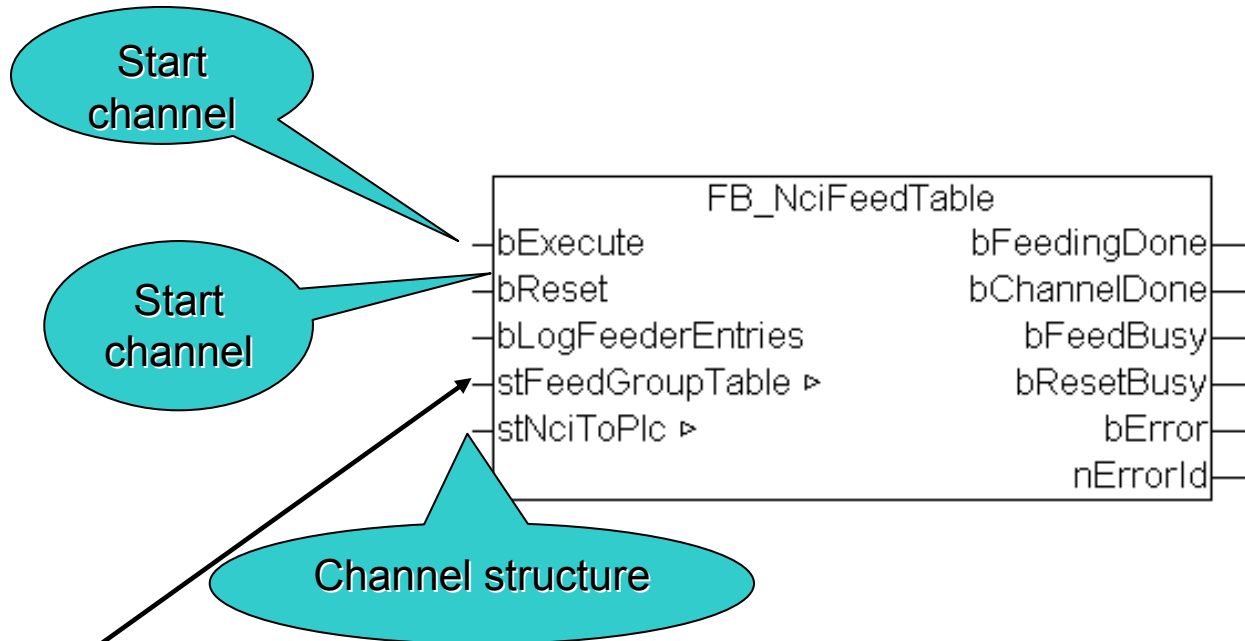 Start
channel
Start
channel
FB_NciFeedTable
bExecute
bReset
bLogFeederEntries
stFeedGroupTable
stNciToPlc
bFeedingDone
bChannelDone
bFeedBusy
bResetBusy
bError
nErrorId
Channel structure